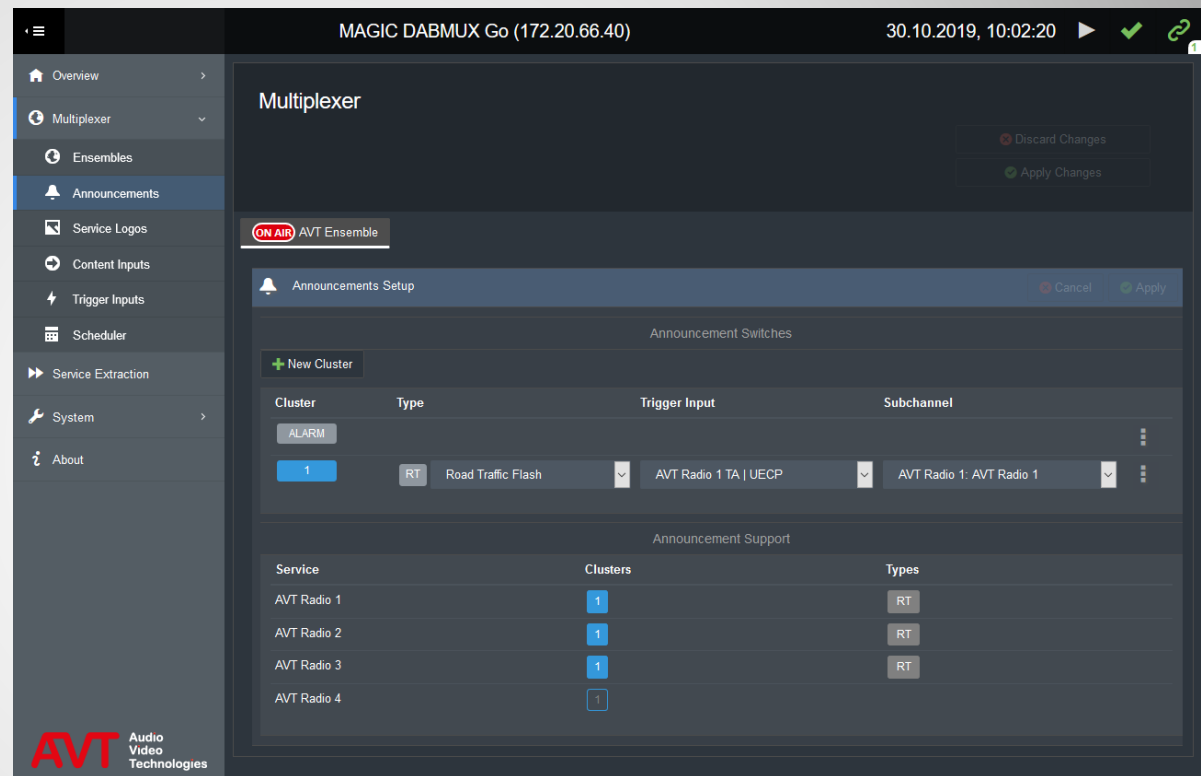 MAGIC DABMUX Go (172.20.66.40)
30.10.2019, 10:02:20
1
Overview
Multiplexer
Ensembles
Announcements
Service Logos
Content Inputs
Trigger Inputs
Scheduler
Service Extraction
System
About
Multiplexer
Discard Changes
Apply Changes
ON AIR AVT Ensemble
Announcements Setup
Cancel Apply
Announcement Switches
New Cluster
Cluster Type Trigger Input Subchannel
ALARM
1 RT Road Traffic Flash AVT Radio 1 TA | UECP AVT Radio 1: AVT Radio 1
Announcement Support
Service Clusters Types
AVT Radio 1 1 RT
AVT Radio 2 1 RT
AVT Radio 3 1 RT
AVT Radio 4 1
AVT Audio
Video
Technologies